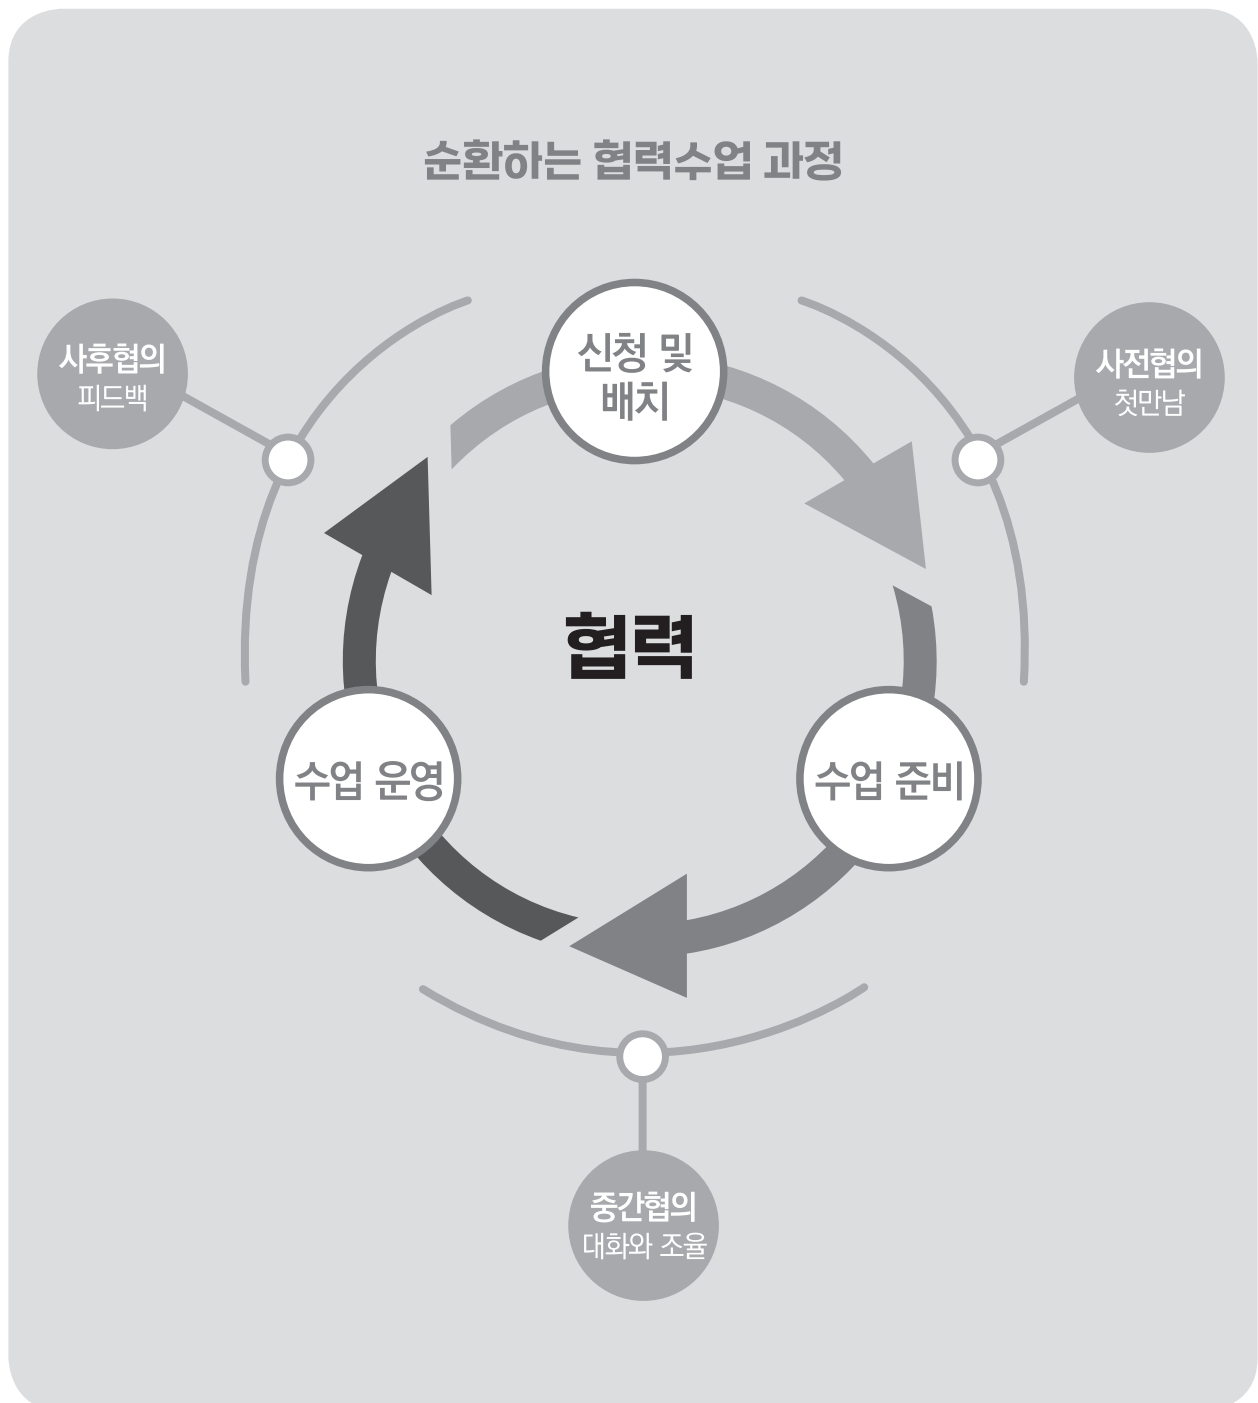 순환하는 협력수업 과정
신청 및
배치
사후협의
피드백
사전협의
첫만남
협력
수업 운영
수업 준비
중간협의
대화와 조율